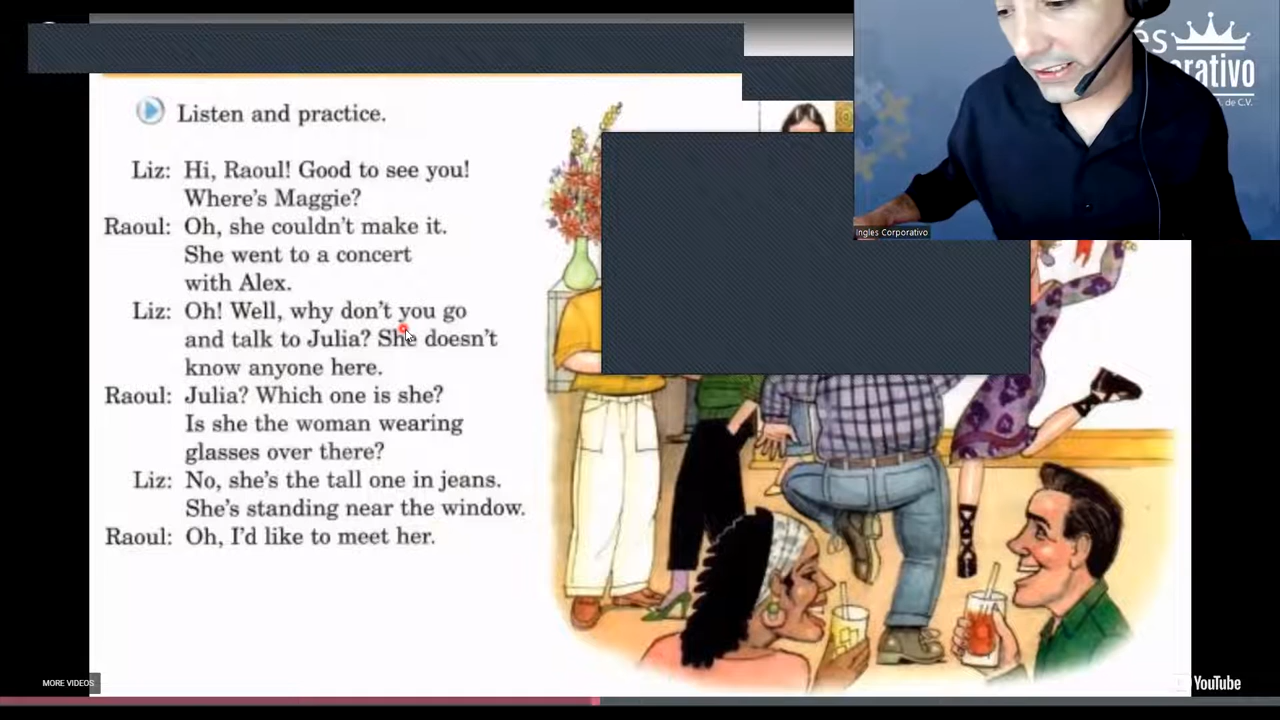 és
orativo
. de C.V.
Listen and practice.
Liz: Hi, Raoul! Good to see you!
Where's Maggie?
Raoul: Oh, she couldn't make it.
She went to a concert
with Alex.
Liz: Oh! Well, why don't you go
and talk to Julia? She doesn't
know anyone here.
Raoul: Julia? Which one is she?
Is she the woman wearing
glasses over there?
Liz: No, she's the tall one in jeans.
She's standing near the window.
Raoul: Oh, I'd like to meet her.
Ingles Corporativo
MORE VIDEOS
YouTube